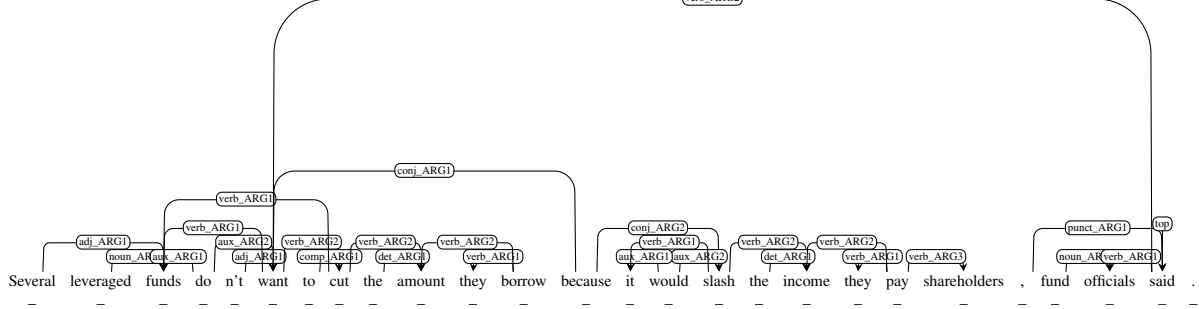 verb_ARG2
conj_ARG1
verb_ARG1
verb_ARG1 conj_ARG2 top
adj_ARG1 aux_ARG2 verb_ARG2 verb_ARG2 verb_ARG2 verb_ARG1 verb_ARG2 verb_ARG2 punct_ARG1
aux_ARG1 adj_ARG1 comp_ARG1 det_ARG1 verb_ARG1 aux_ARG1 aux_ARG2 det_ARG1 verb_ARG1 verb_ARG3 verb_ARG1
Several leveraged funds do n't want to cut the amount they borrow because it would slash the income they pay shareholders , fund officials said .
_ _ _ _ _ _ _ _ _ _ _ _ _ _ _ _ _ _ _ _ _ _ _ _ _ _